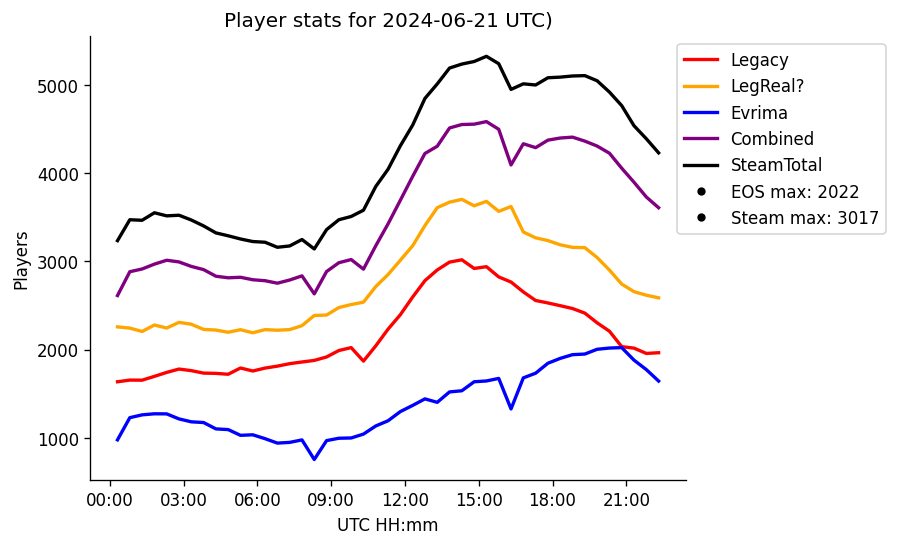 Player stats for 2024-06-21 UTC)
Legacy
LegReal?
Evrima
Combined
SteamTotal
EOS max: 2022
Steam max: 3017
Players
5000
4000
3000
2000
1000
00:00 03:00 06:00 09:00 12:00 15:00 18:00 21:00
UTC HH:mm